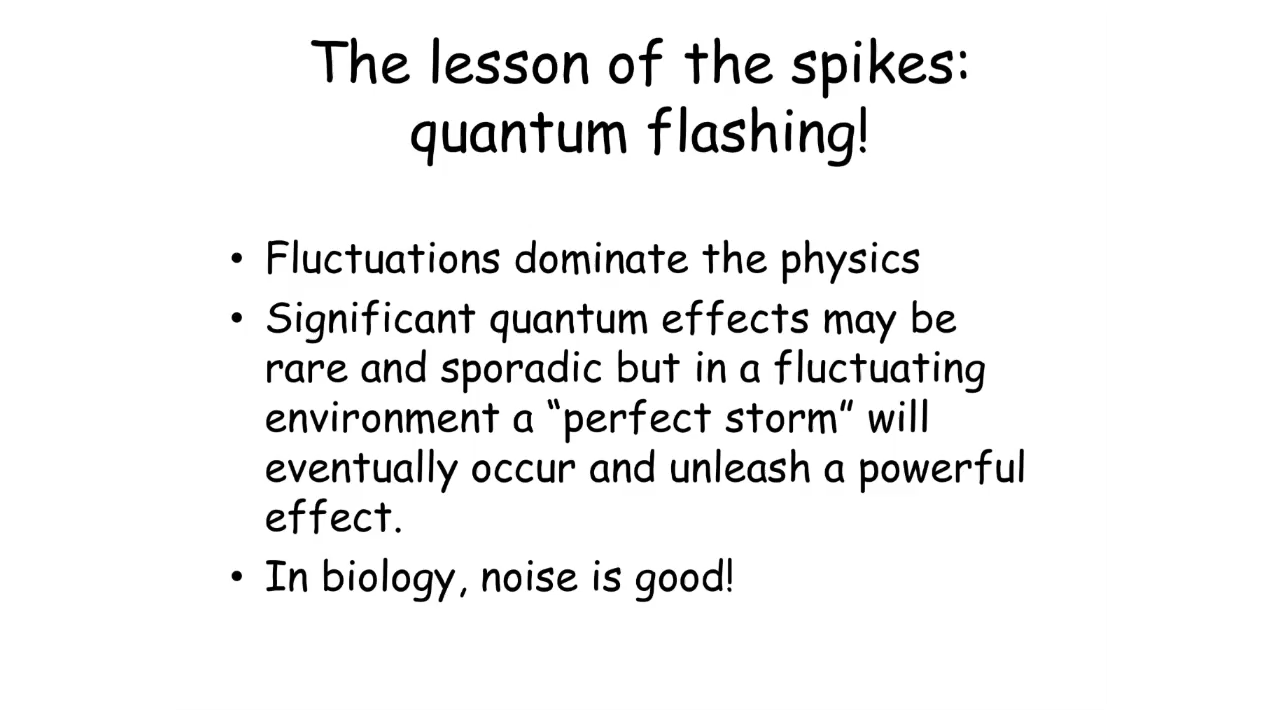 The lesson of the spikes:
quantum flashing!
• Fluctuations dominate the physics
• Significant quantum effects may be
rare and sporadic but in a fluctuating
environment a “perfect storm” will
eventually occur and unleash a powerful
effect.
• In biology, noise is good!